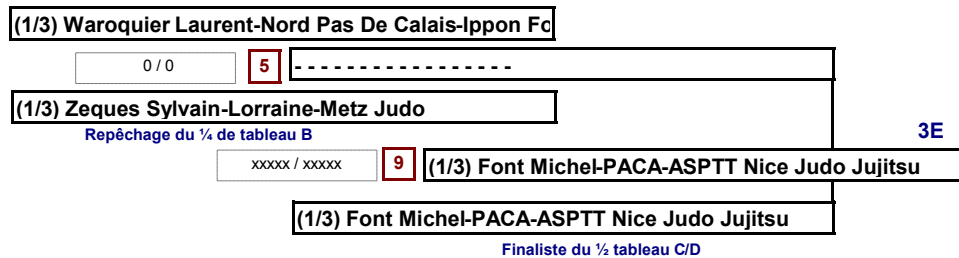 (1/3) Waroquier Laurent-Nord Pas De Calais-Ippon Fo
0 / 0 5 - - - - - - - - - - - - - - - - -
(1/3) Zeques Sylvain-Lorraine-Metz Judo
Repêchage du ¼ de tableau B
3E
xxxxx / xxxxx 9 (1/3) Font Michel-PACA-ASPTT Nice Judo Jujitsu
(1/3) Font Michel-PACA-ASPTT Nice Judo Jujitsu
Finaliste du ½ tableau C/D